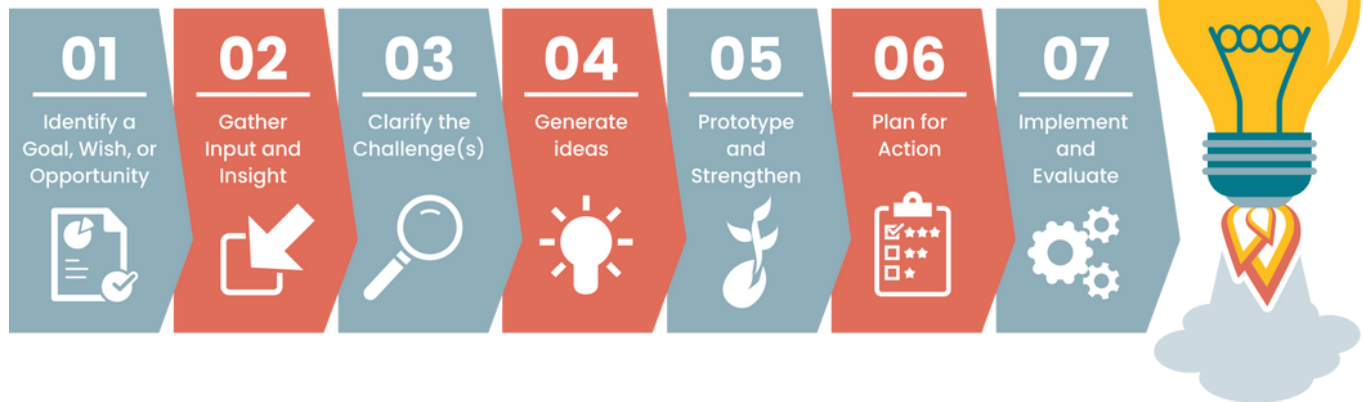 01
Identify a
Goal, Wish, or
Opportunity
02
Gather
Input and
Insight
03
Clarify the
Challenge(s)
04
Generate
ideas
05
Prototype
and
Strengthen
06
Plan for
Action
07
Implement
and
Evaluate